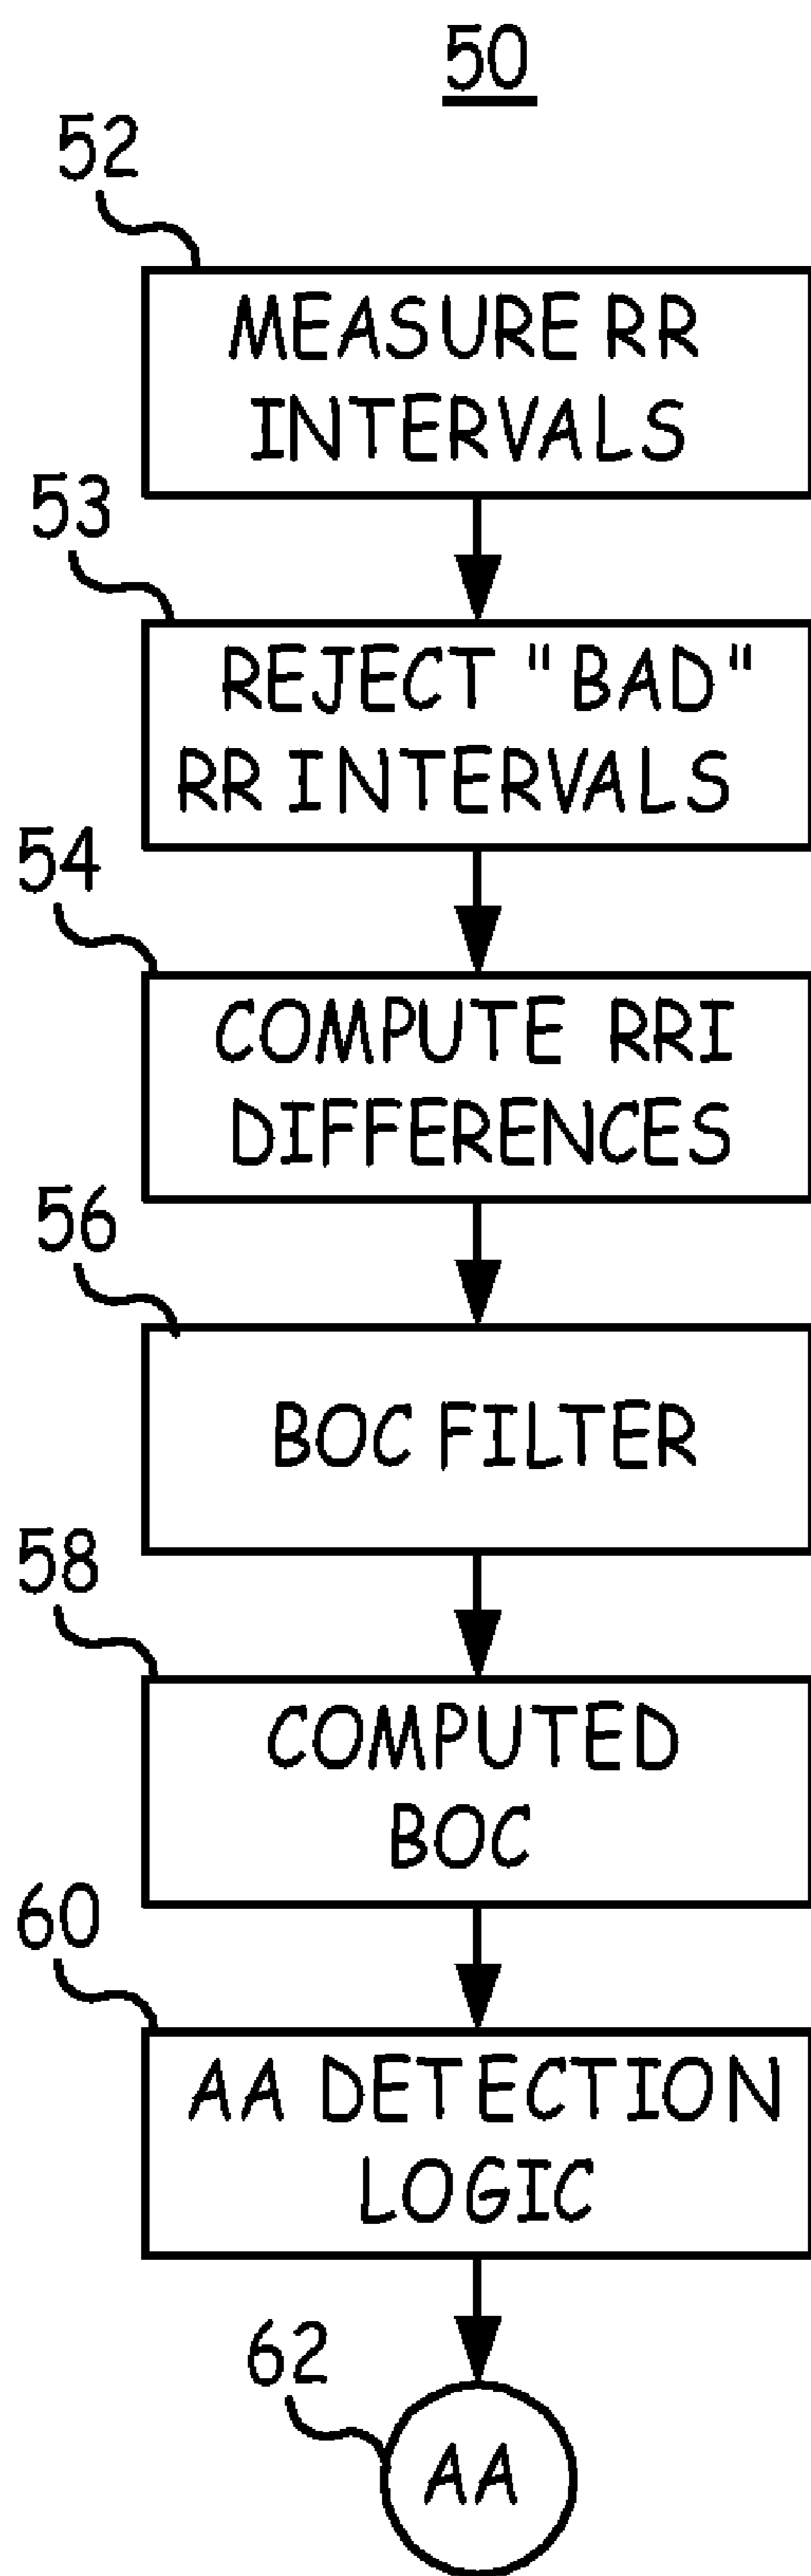 50
52
MEASURE RR
INTERVALS
53
REJECT "BAD"
RR INTERVALS
54
COMPUTE RRI
DIFFERENCES
56
BOC FILTER
58
COMPUTED
BOC
60
AA DETECTION
LOGIC
62
AA